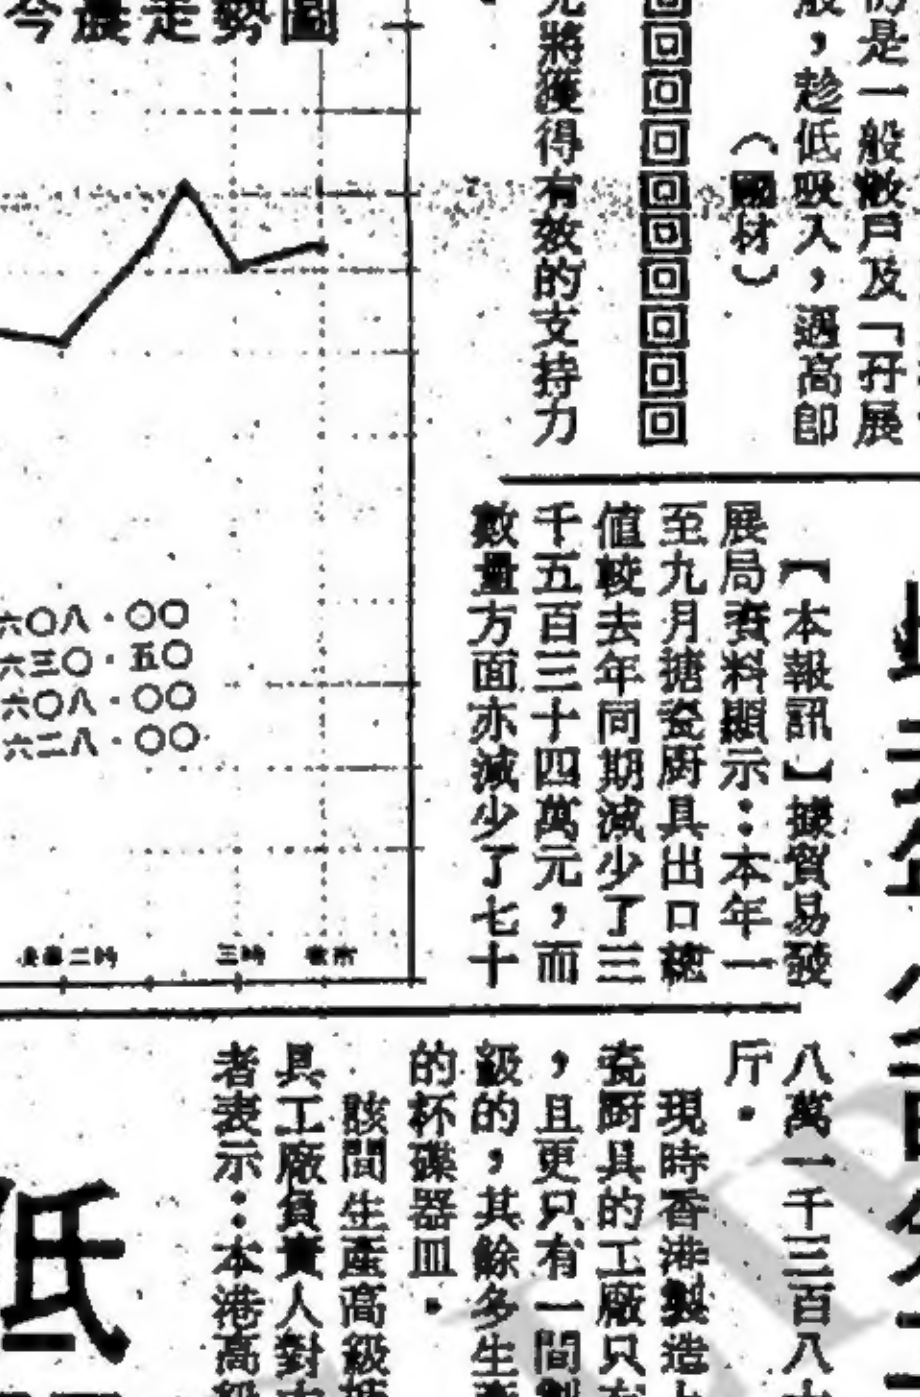 今晨走勢圖
六〇八・〇〇
六三〇・五〇
六〇八・〇〇
六二八・〇〇
二時
三時
收市
是一般散戶及「孖展
，趁低吸入，遇高即
（國材）
回回回回回回回回回回
將獲得有效的支持力
【本報訊】據貿易發
展局資料顯示：本年一
至九月搪瓷廚具出口總
值較去年同期減少了三
千五百三十四萬元，而
數量方面亦減少了七十
八萬一千三百八
斤。
現時香港製造
瓷廚具的工廠只有
，且更只有一間
級的，其餘多生產
的杯碟器皿。
該間生產高級搪
具工廠負責人對
者表示：本港高級
低